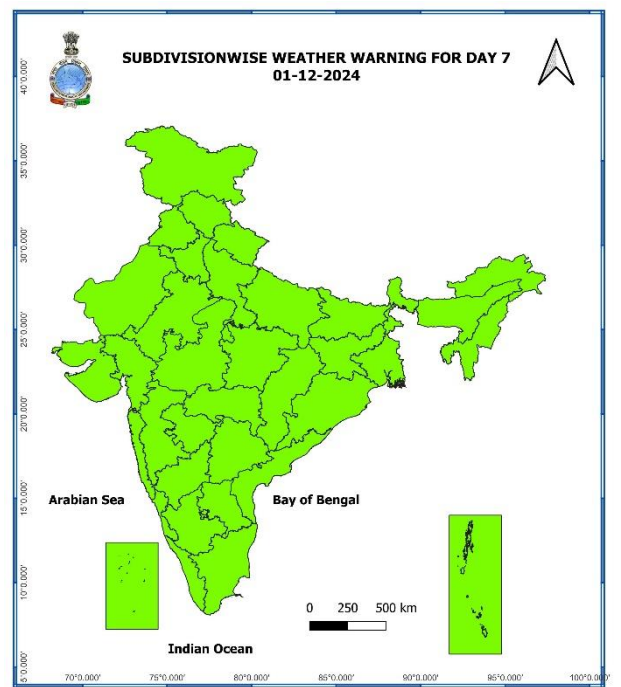 SUBDIVISIONWISE WEATHER WARNING FOR DAY 7
01-12-2024
40°0.000'
35°0.000'
30°0.000'
25°0.000'
20°0.000'
15°0.000'
10°0.000'
5°0.000'
Arabian Sea
Bay of Bengal
0 250 500 km
Indian Ocean
70°0.000' 75°0.000' 80°0.000' 85°0.000' 90°0.000' 95°0.000' 100°0.000'